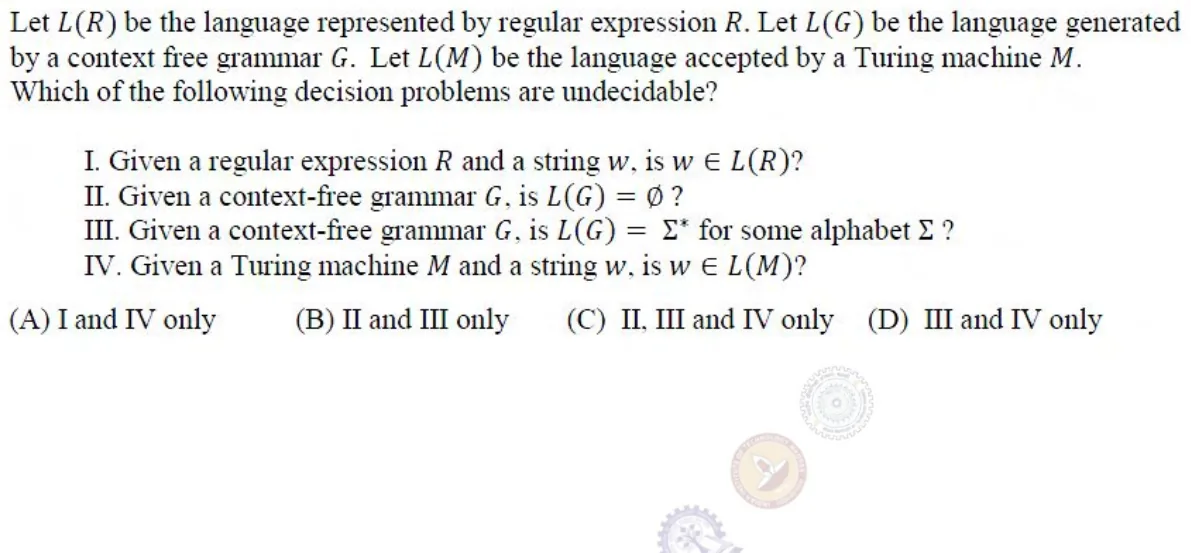 Let L(R) be the language represented by regular expression R. Let L(G) be the language generated
by a context free grammar G. Let L(M) be the language accepted by a Turing machine M.
Which of the following decision problems are undecidable?
I. Given a regular expression R and a string w, is w ∈ L(R)?
II. Given a context-free grammar G, is L(G) = ∅ ?
III. Given a context-free grammar G, is L(G) = Σ* for some alphabet Σ ?
IV. Given a Turing machine M and a string w, is w ∈ L(M)?
(A) I and IV only (B) II and III only (C) II, III and IV only (D) III and IV only